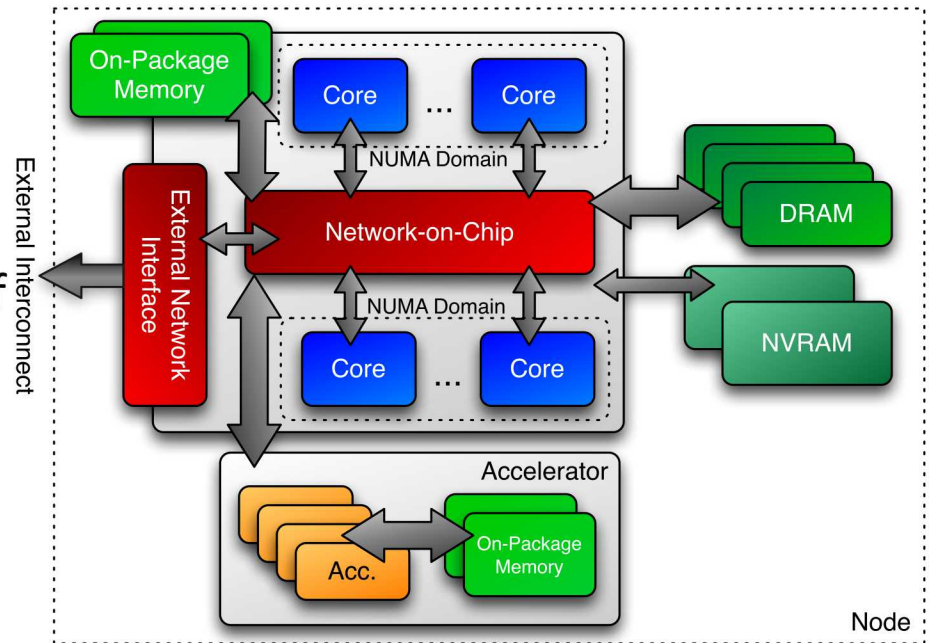 On-Package
Memory
Core
...
Core
NUMA Domain
External Interconnect
External Network
Interface
Network-on-Chip
DRAM
NUMA Domain
Core
...
Core
NVRAM
Accelerator
Acc.
On-Package
Memory
Node